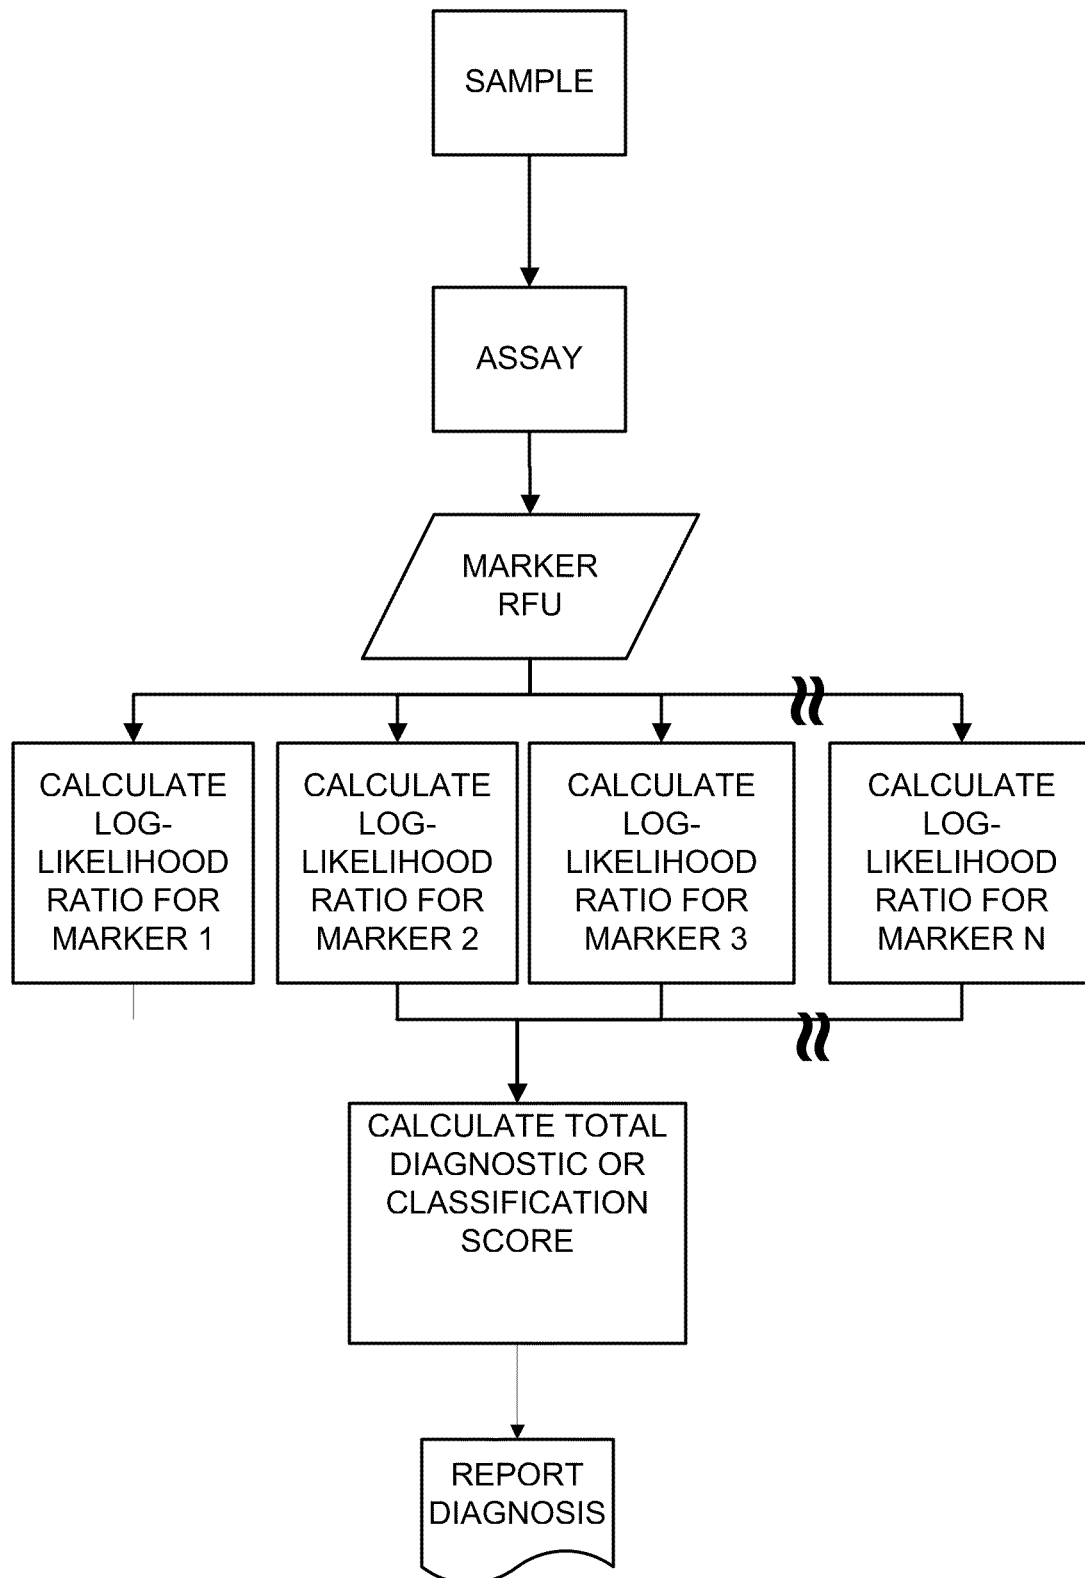 SAMPLE
ASSAY
MARKER
RFU
CALCULATE
LOG-
LIKELIHOOD
RATIO FOR
MARKER 1
CALCULATE
LOG-
LIKELIHOOD
RATIO FOR
MARKER 2
CALCULATE
LOG-
LIKELIHOOD
RATIO FOR
MARKER 3
CALCULATE
LOG-
LIKELIHOOD
RATIO FOR
MARKER N
CALCULATE TOTAL
DIAGNOSTIC OR
CLASSIFICATION
SCORE
REPORT
DIAGNOSIS